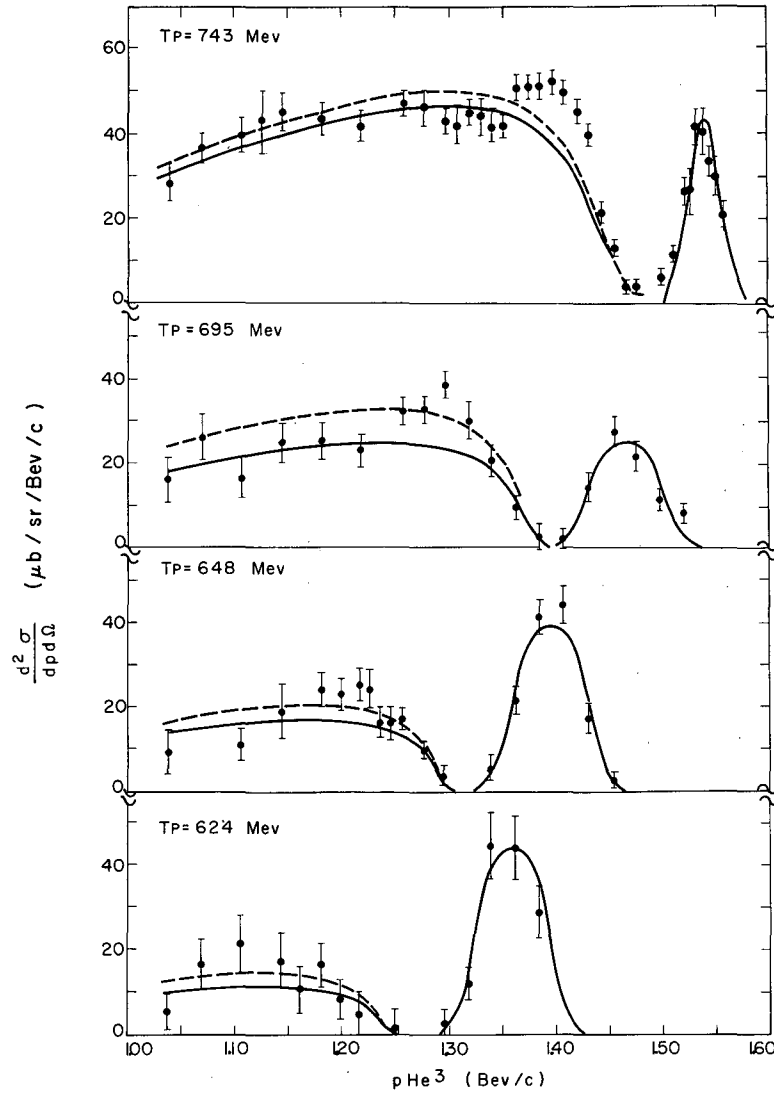 TP = 743 Mev
60
40
20
0
TP = 695 Mev
40
20
0
TP = 648 Mev
40
20
0
TP = 624 Mev
40
20
0
d² σ
dpdΩ
(μb / sr / Bev / c)
1.00
1.10
1.20
1.30
1.40
1.50
1.60
pHe³ (Bev/c)